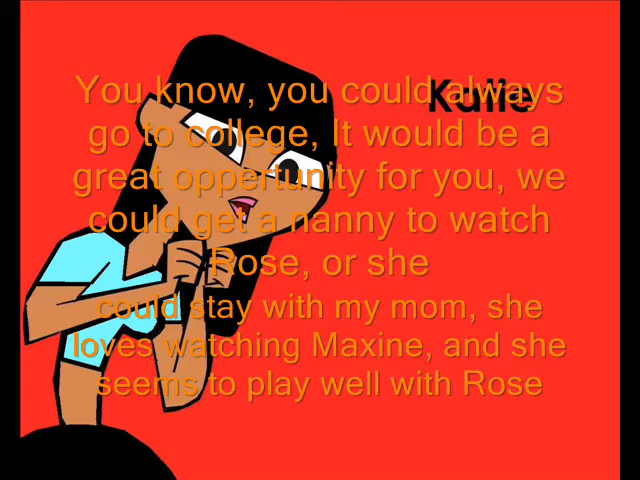 Katie
You know, you could always
go to college, It would be a
great oppertunity for you, we
could get a nanny to watch
Rose, or she
could stay with my mom, she
loves watching Maxine, and she
seems to play well with Rose